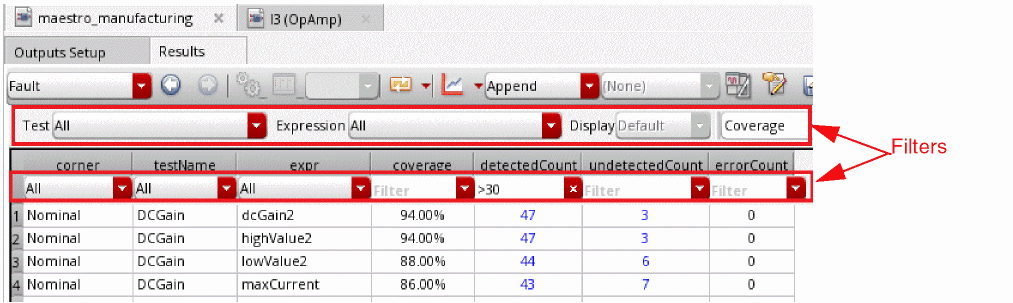 maestro_manufacturing I3 (OpAmp)
Outputs Setup Results
Fault Append (None)
Test All Expression All Display Default Coverage
Filters
corner testName expr coverage detectedCount undetectedCount errorCount
All All All Filter >30 Filter Filter
1 Nominal DCGain dcGain2 94.00% 47 3 0
2 Nominal DCGain highValue2 94.00% 47 3 0
3 Nominal DCGain lowValue2 88.00% 44 6 0
4 Nominal DCGain maxCurrent 86.00% 43 7 0